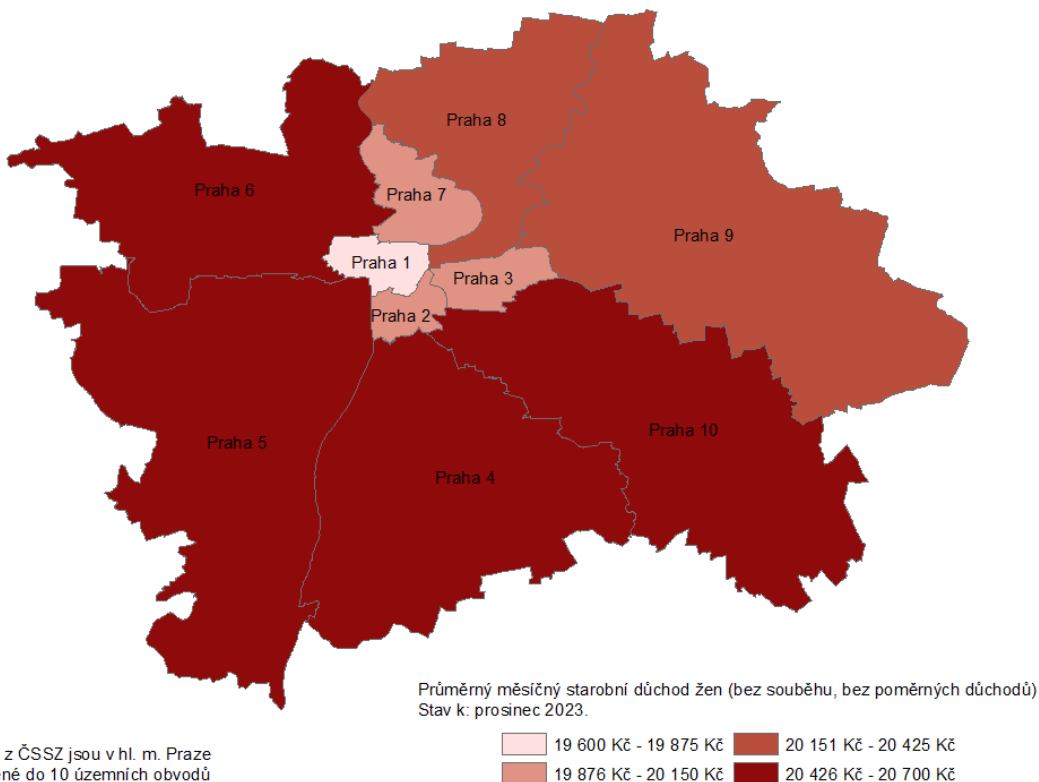 Praha 8
Praha 6
Praha 7
Praha 9
Praha 1
Praha 3
Praha 2
Praha 10
Praha 5
Praha 4
Průměrný měsíčný starobní důchod žen (bez souběhu, bez poměrných důchodů)
Stav k: prosinec 2023.
19 600 Kč - 19 875 Kč
20 151 Kč - 20 425 Kč
19 876 Kč - 20 150 Kč
20 426 Kč - 20 700 Kč
z ČSSZ jsou v hl. m. Praze
ené do 10 územních obvodů